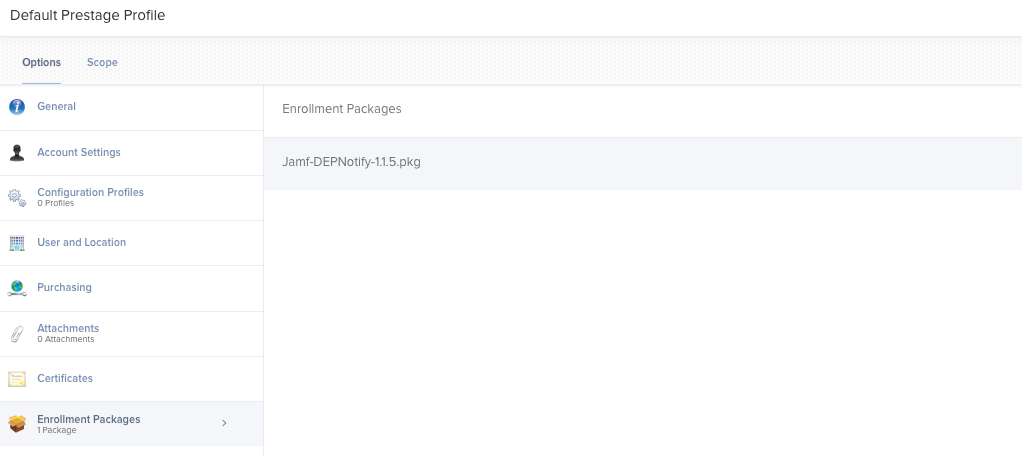 Default Prestage Profile
Options
Scope
General
Account Settings
Configuration Profiles
0 Profiles
User and Location
Purchasing
Attachments
0 Attachments
Certificates
Enrollment Packages
1 Package
Enrollment Packages
Jamf-DEPNotify-1.1.5.pkg